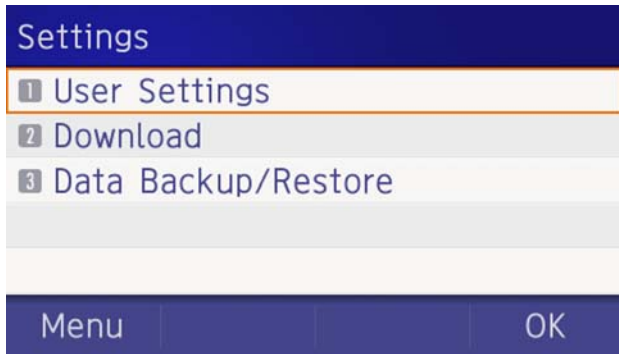 Settings
1 User Settings
2 Download
3 Data Backup/Restore
Menu OK